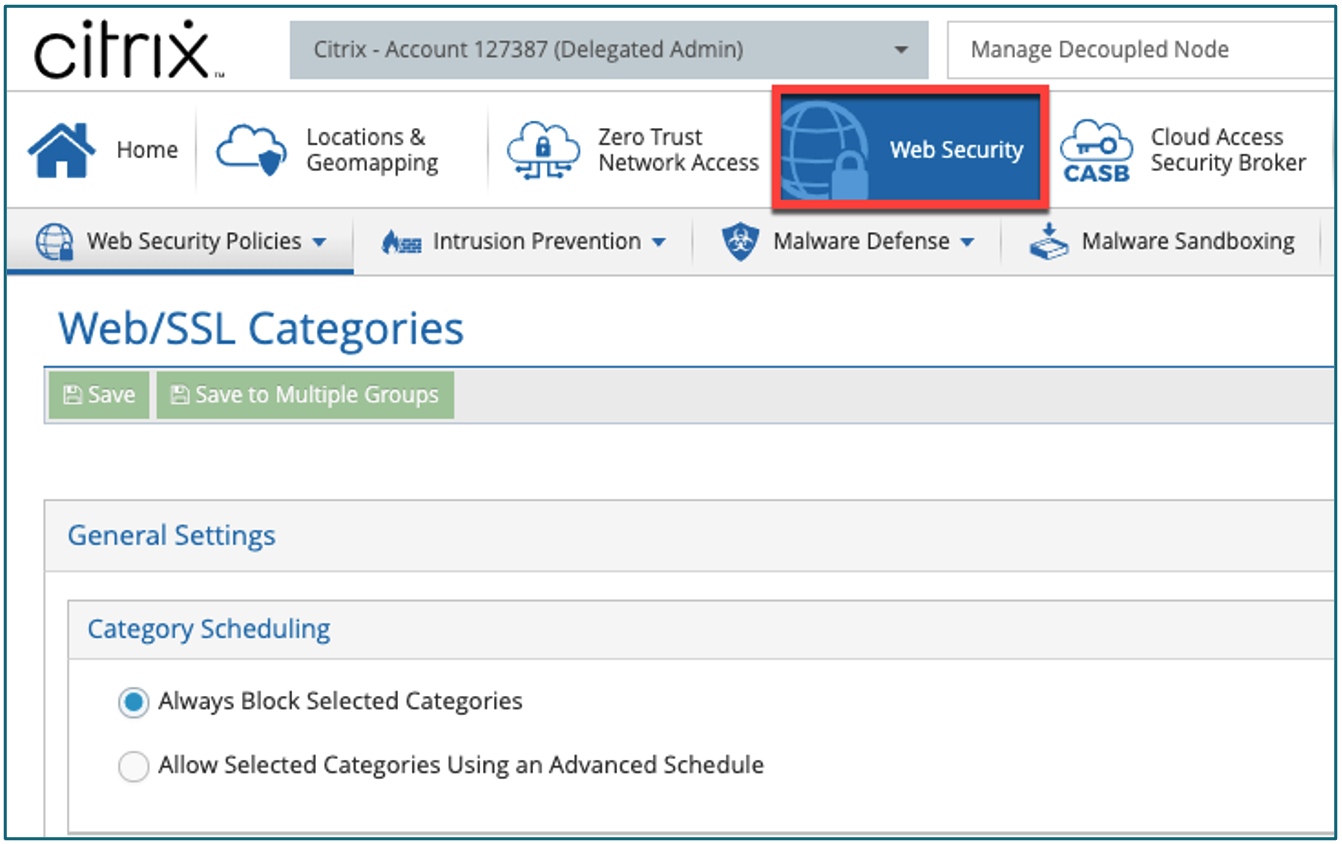 citrix™
Citrix - Account 127387 (Delegated Admin)
Manage Decoupled Node
Home
Locations &
Geomapping
Zero Trust
Network Access
Web Security
CASB
Cloud Access
Security Broker
Web Security Policies
Intrusion Prevention
Malware Defense
Malware Sandboxing
Web/SSL Categories
Save
Save to Multiple Groups
General Settings
Category Scheduling
Always Block Selected Categories
Allow Selected Categories Using an Advanced Schedule